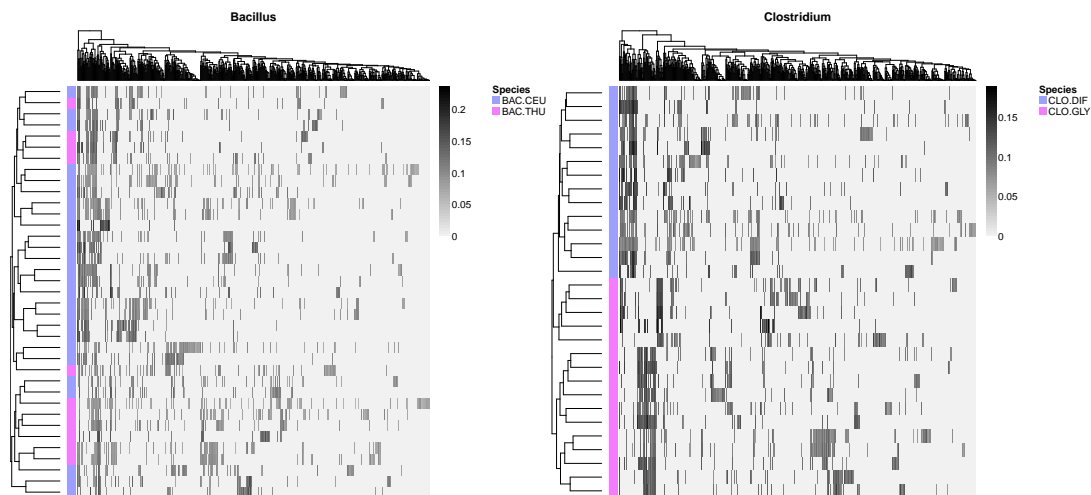 Bacillus
Species
BAC.CEU
BAC.THU
0.2
0.15
0.1
0.05
0
Clostridium
Species
CLO.DIF
CLO.GLY
0.15
0.1
0.05
0